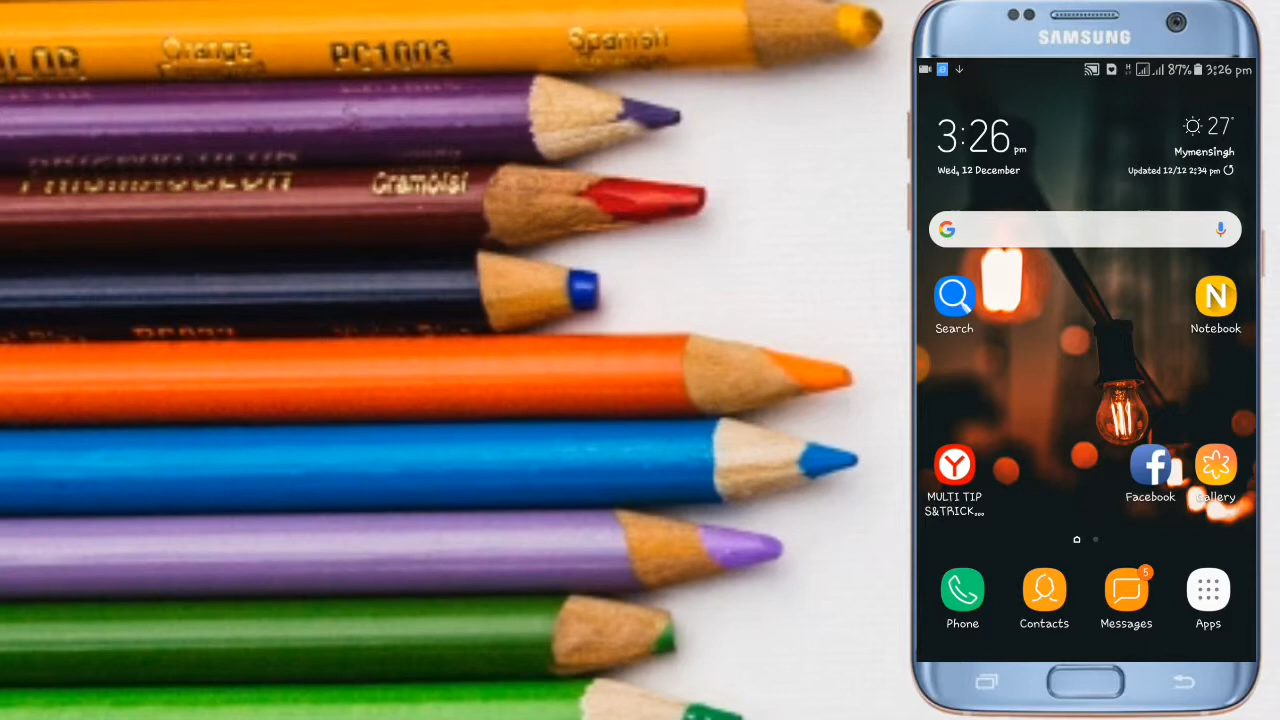 Orange
PC1003
Spanish
SAMSUNG
87%
3:26 pm
3:26 pm
Wed, 12 December
27°
Mymensingh
Updated 12/12 2:34 pm
Search
N
Notebook
MULTI TIP
S&TRICK...
Facebook
Gallery
5
Phone
Contacts
Messages
Apps